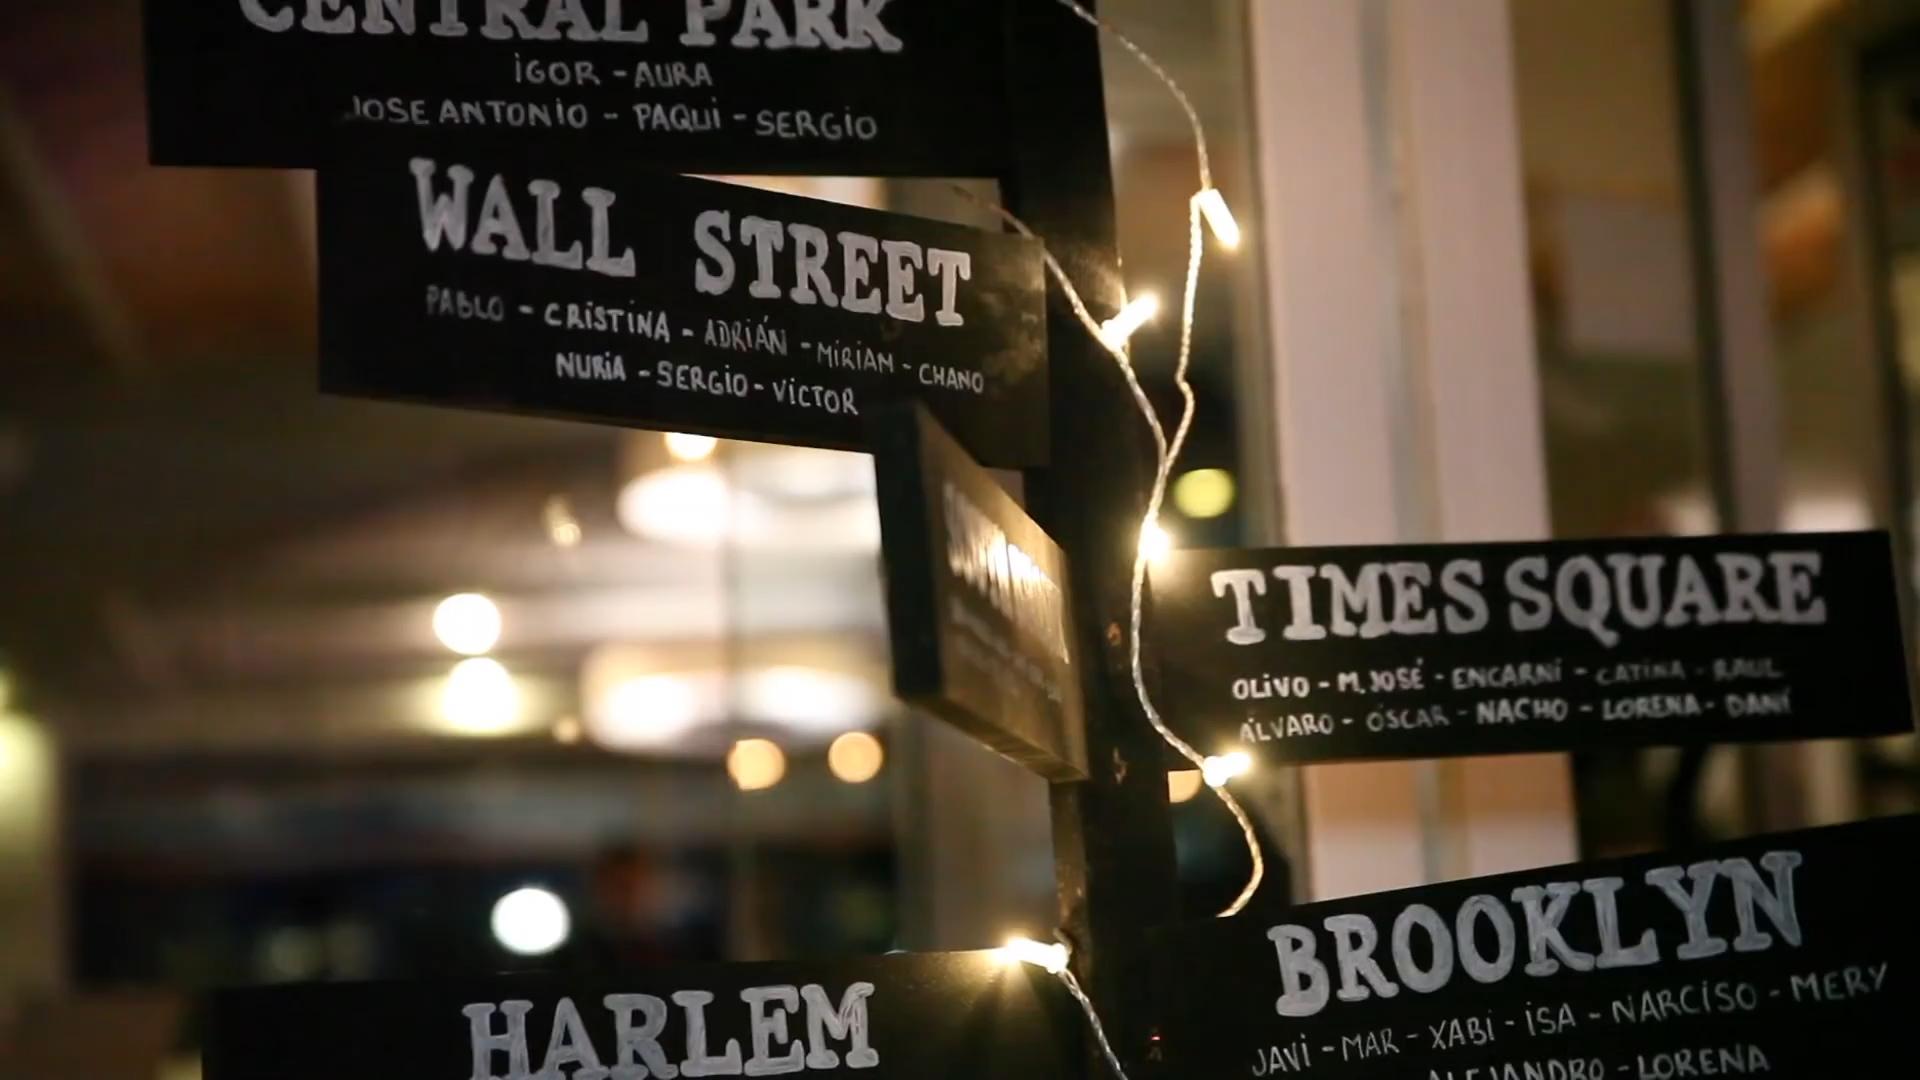 CENTRAL PARK
IGOR - AURA
JOSE ANTONIO - PAQUI - SERGIO
WALL STREET
PABLO - CRISTINA - ADRIÁN - MIRIAM - CHANO
NURIA - SERGIO - VICTOR
TIMES SQUARE
OLIVO - M. JOSÉ - ENCARNI - CATINA - RAUL
ÁLVARO - ÓSCAR - NACHO - LORENA - DANI
BROOKLYN
JAVI - MAR - XABI - ISA - NARCISO - MERY
ALEJANDRO - LORENA
HARLEM